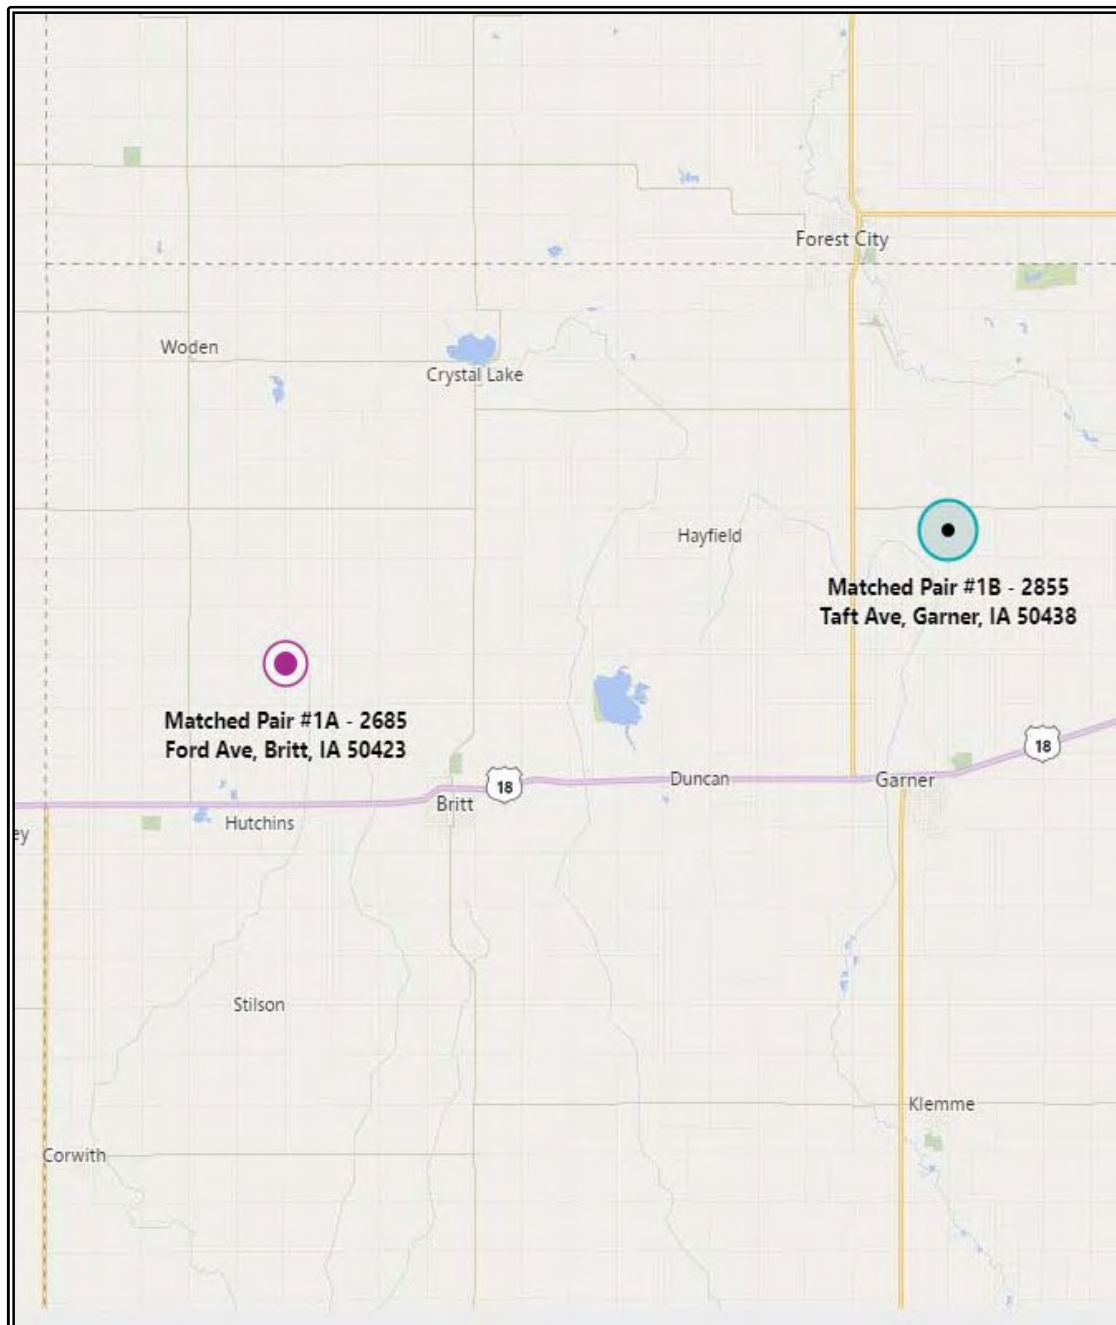 Forest City
Woden
Crystal Lake
Hayfield
Matched Pair #1B - 2855
Taft Ave, Garner, IA 50438
Matched Pair #1A - 2685
Ford Ave, Britt, IA 50423
18
18
Duncan
Garner
Britt
Hutchins
ey
Stilson
Klemme
Corwith